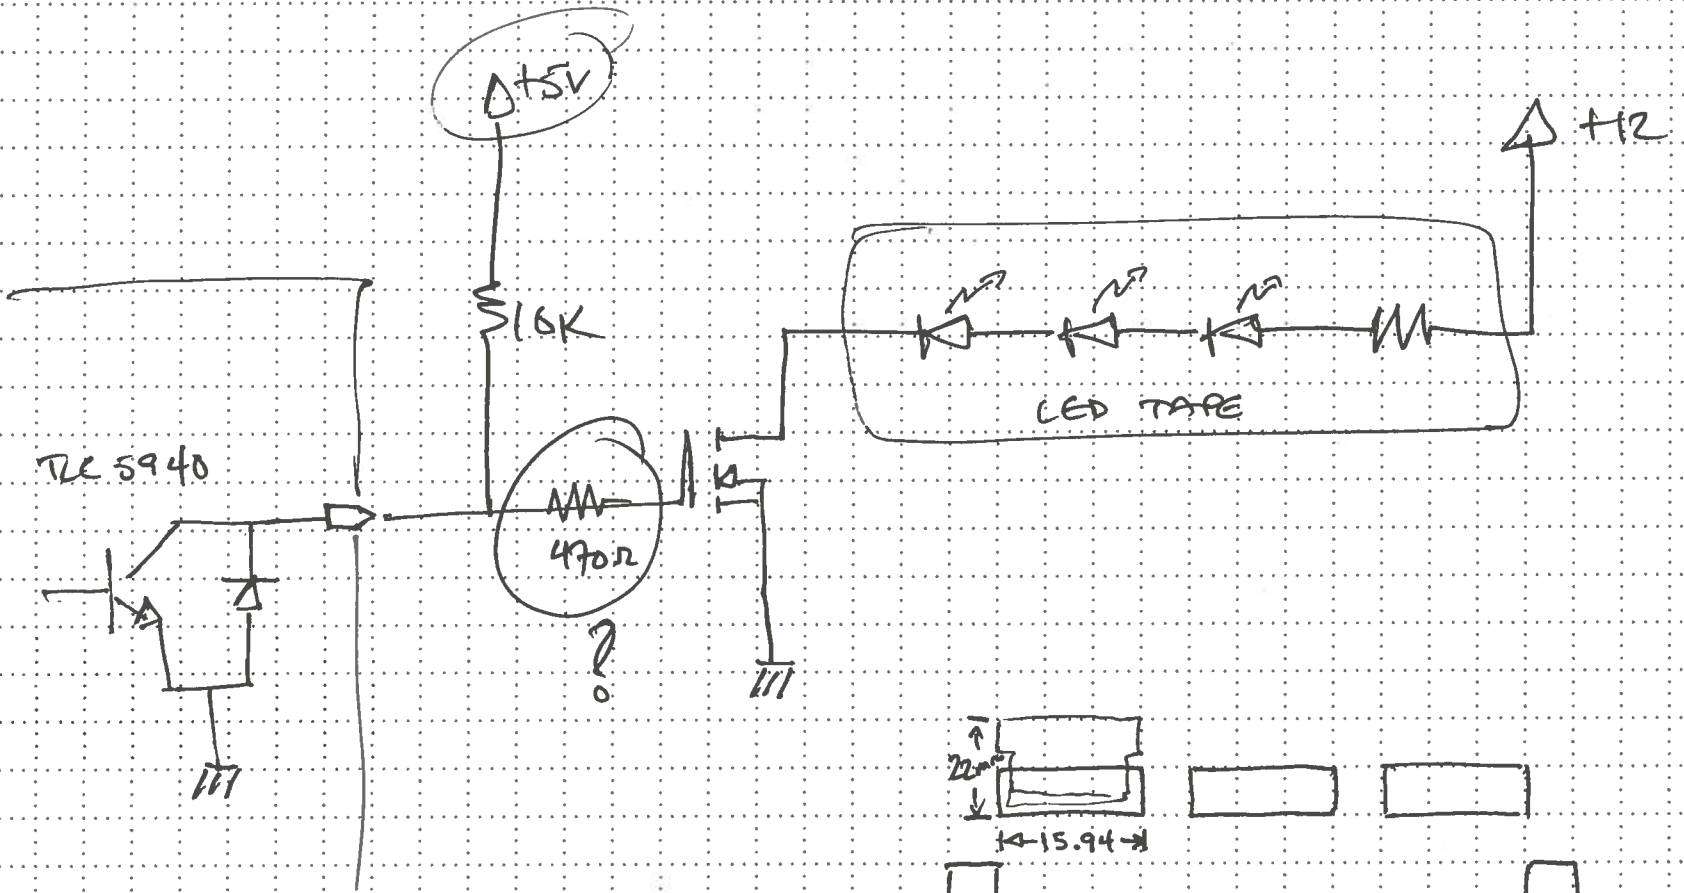 +5V
+12
10K
LED TAPE
TLC 5940
470Ω
?
22mm
15.94